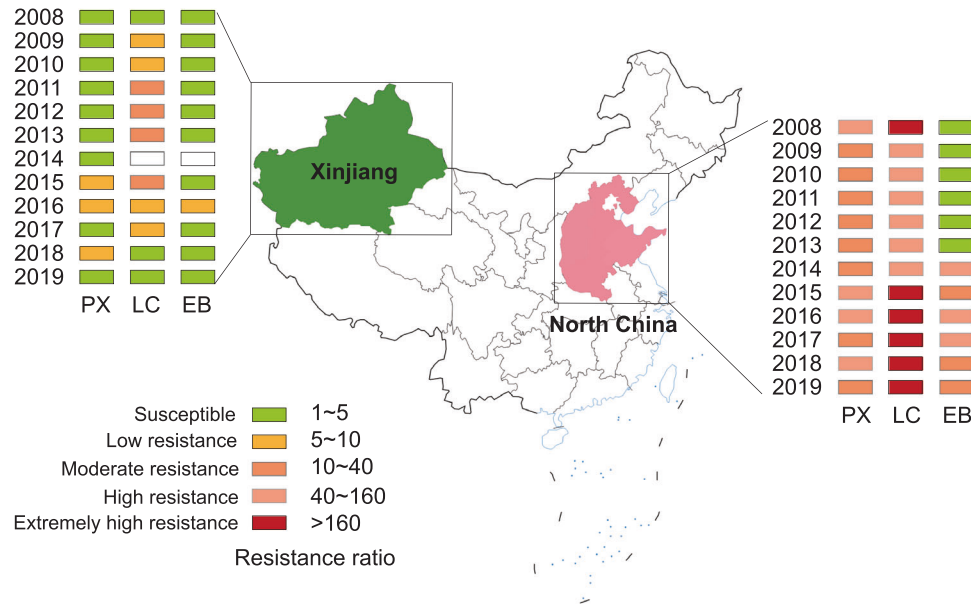 2008
2009
2010
2011
2012
2013
2014
2015
2016
2017
2018
2019
PX LC EB
Xinjiang
North China
2008
2009
2010
2011
2012
2013
2014
2015
2016
2017
2018
2019
PX LC EB
Susceptible 1~5
Low resistance 5~10
Moderate resistance 10~40
High resistance 40~160
Extremely high resistance >160
Resistance ratio